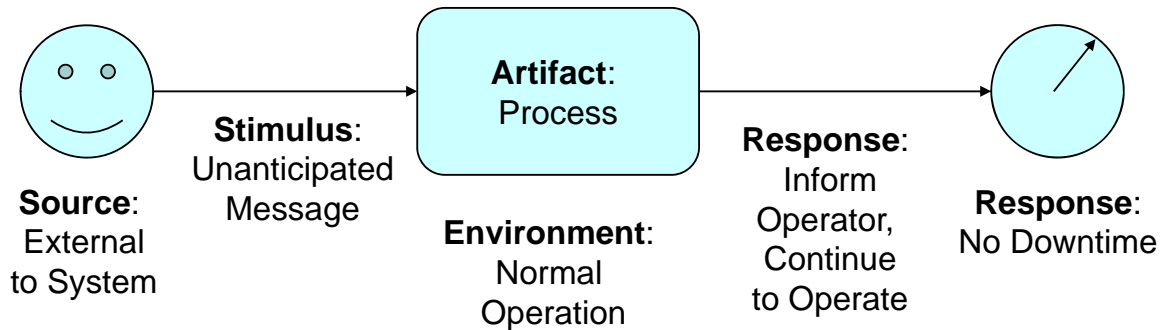 Artifact:
Process
Stimulus:
Unanticipated
Message
Response:
Inform
Operator,
Continue
to Operate
Source:
External
to System
Environment:
Normal
Operation
Response:
No Downtime